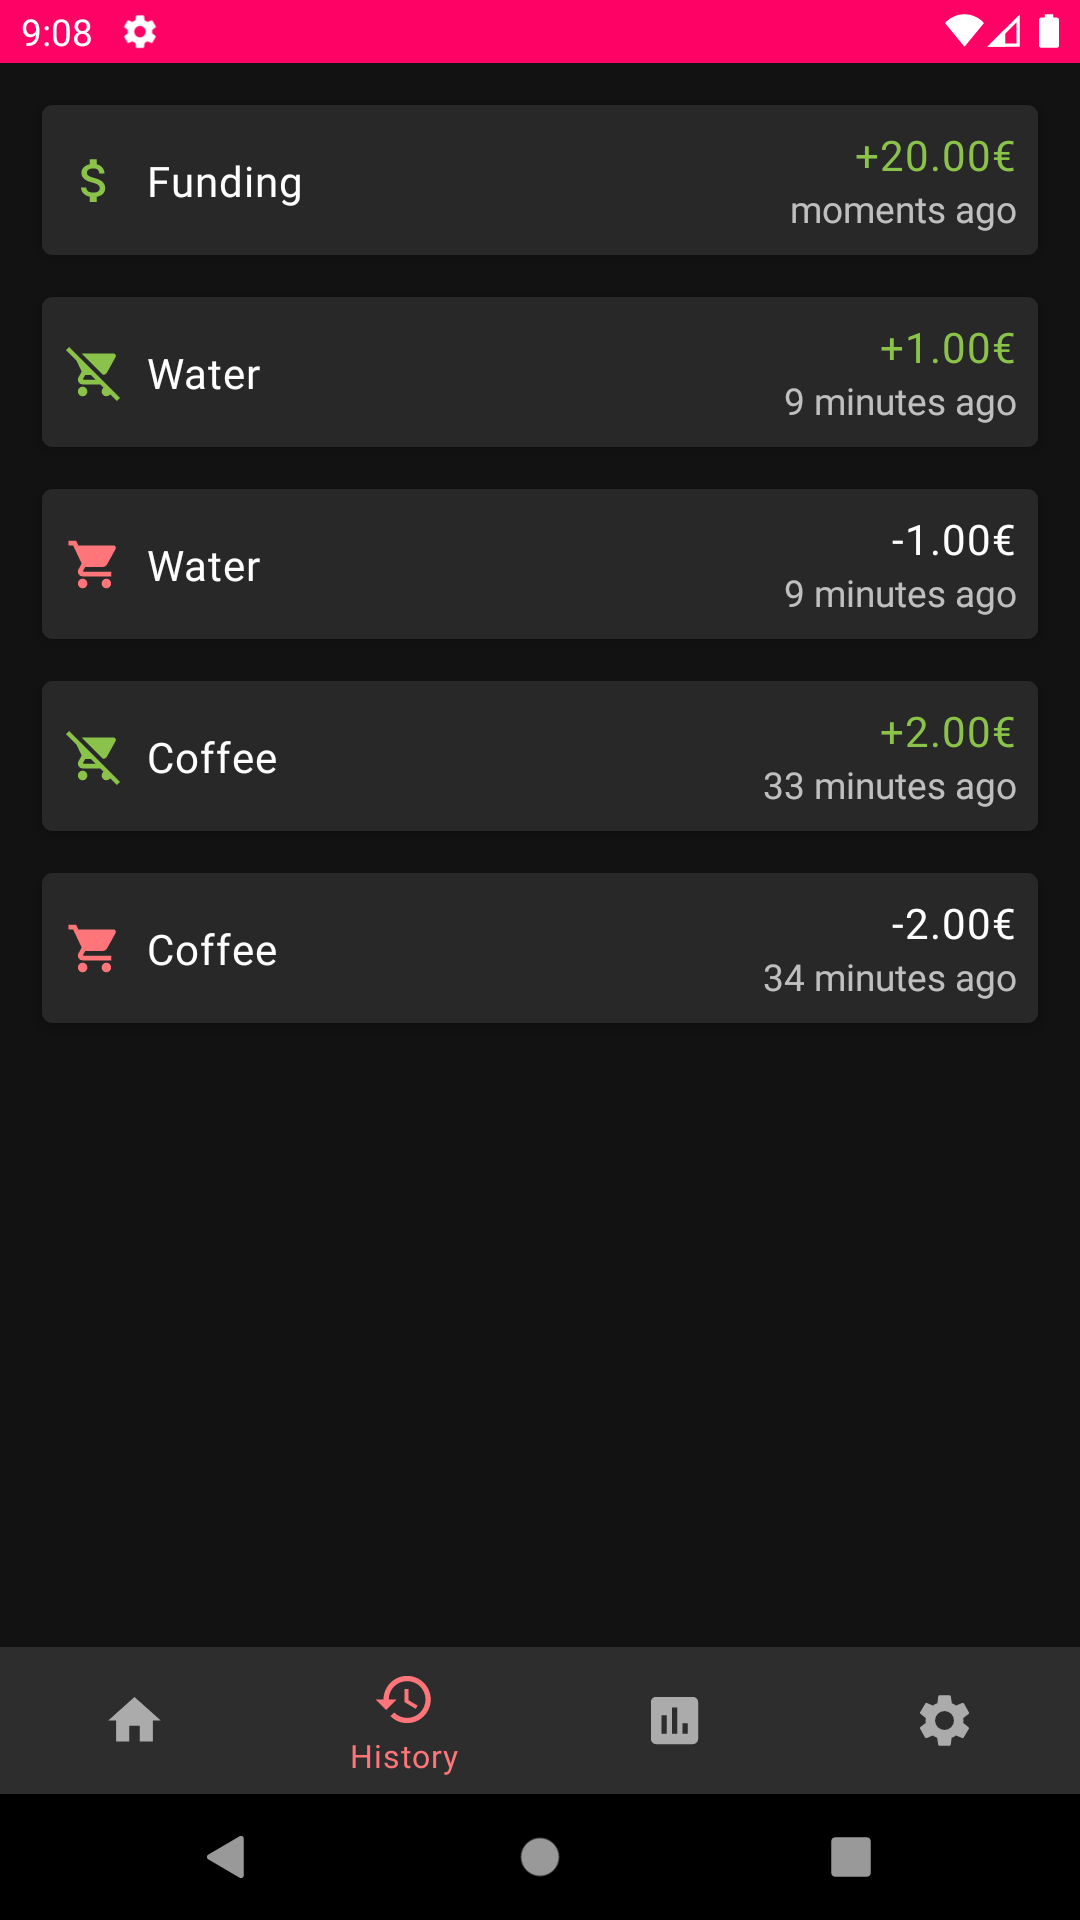 9:08
Funding
+20.00€
moments ago
Water
+1.00€
9 minutes ago
Water
-1.00€
9 minutes ago
Coffee
+2.00€
33 minutes ago
Coffee
-2.00€
34 minutes ago
History